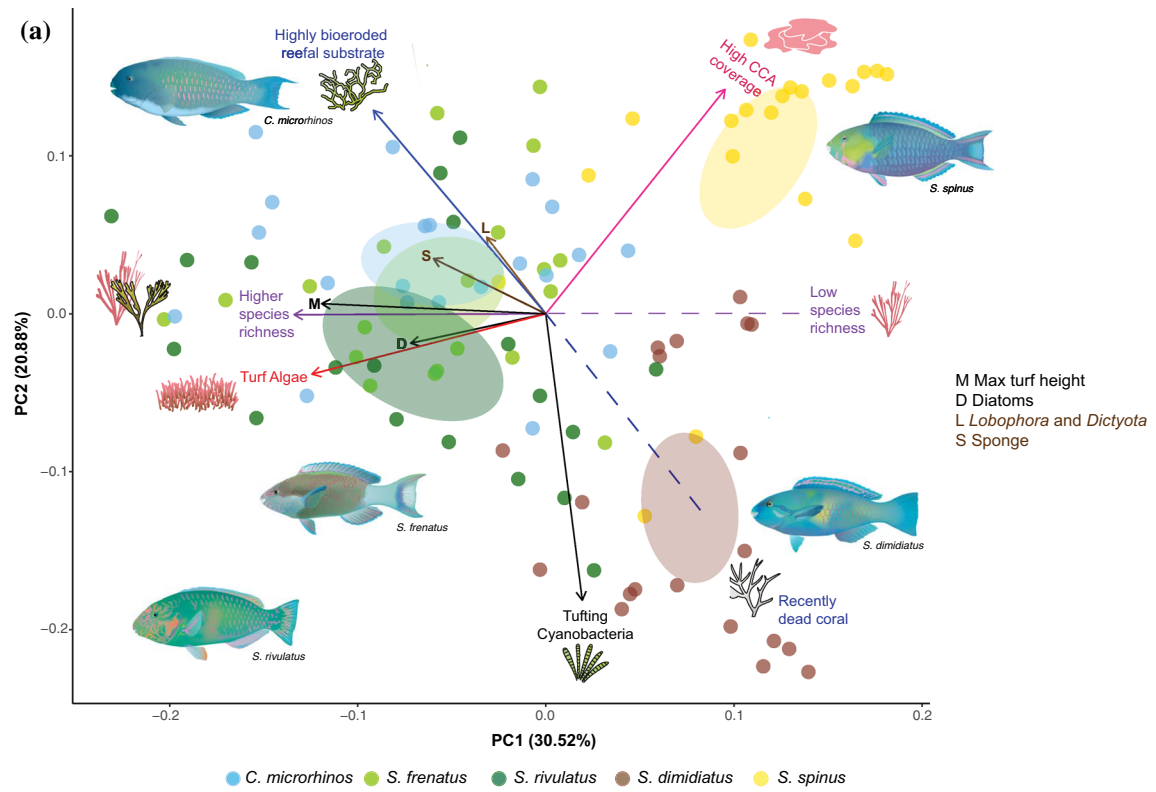 (a)
Highly bioeroded
reefal substrate
C. microrhinos
High CCA
coverage
S. spinus
L
S
M
D
Higher
species
richness
Low
species
richness
Turf Algae
S. frenatus
S. dimidiatus
S. rivulatus
Tufting
Cyanobacteria
Recently
dead coral
M Max turf height
D Diatoms
L Lobophora and Dictyota
S Sponge
PC2 (20.88%)
0.1
0.0
−0.1
−0.2
−0.2
−0.1
0.0
0.1
0.2
PC1 (30.52%)
C. microrhinos
S. frenatus
S. rivulatus
S. dimidiatus
S. spinus